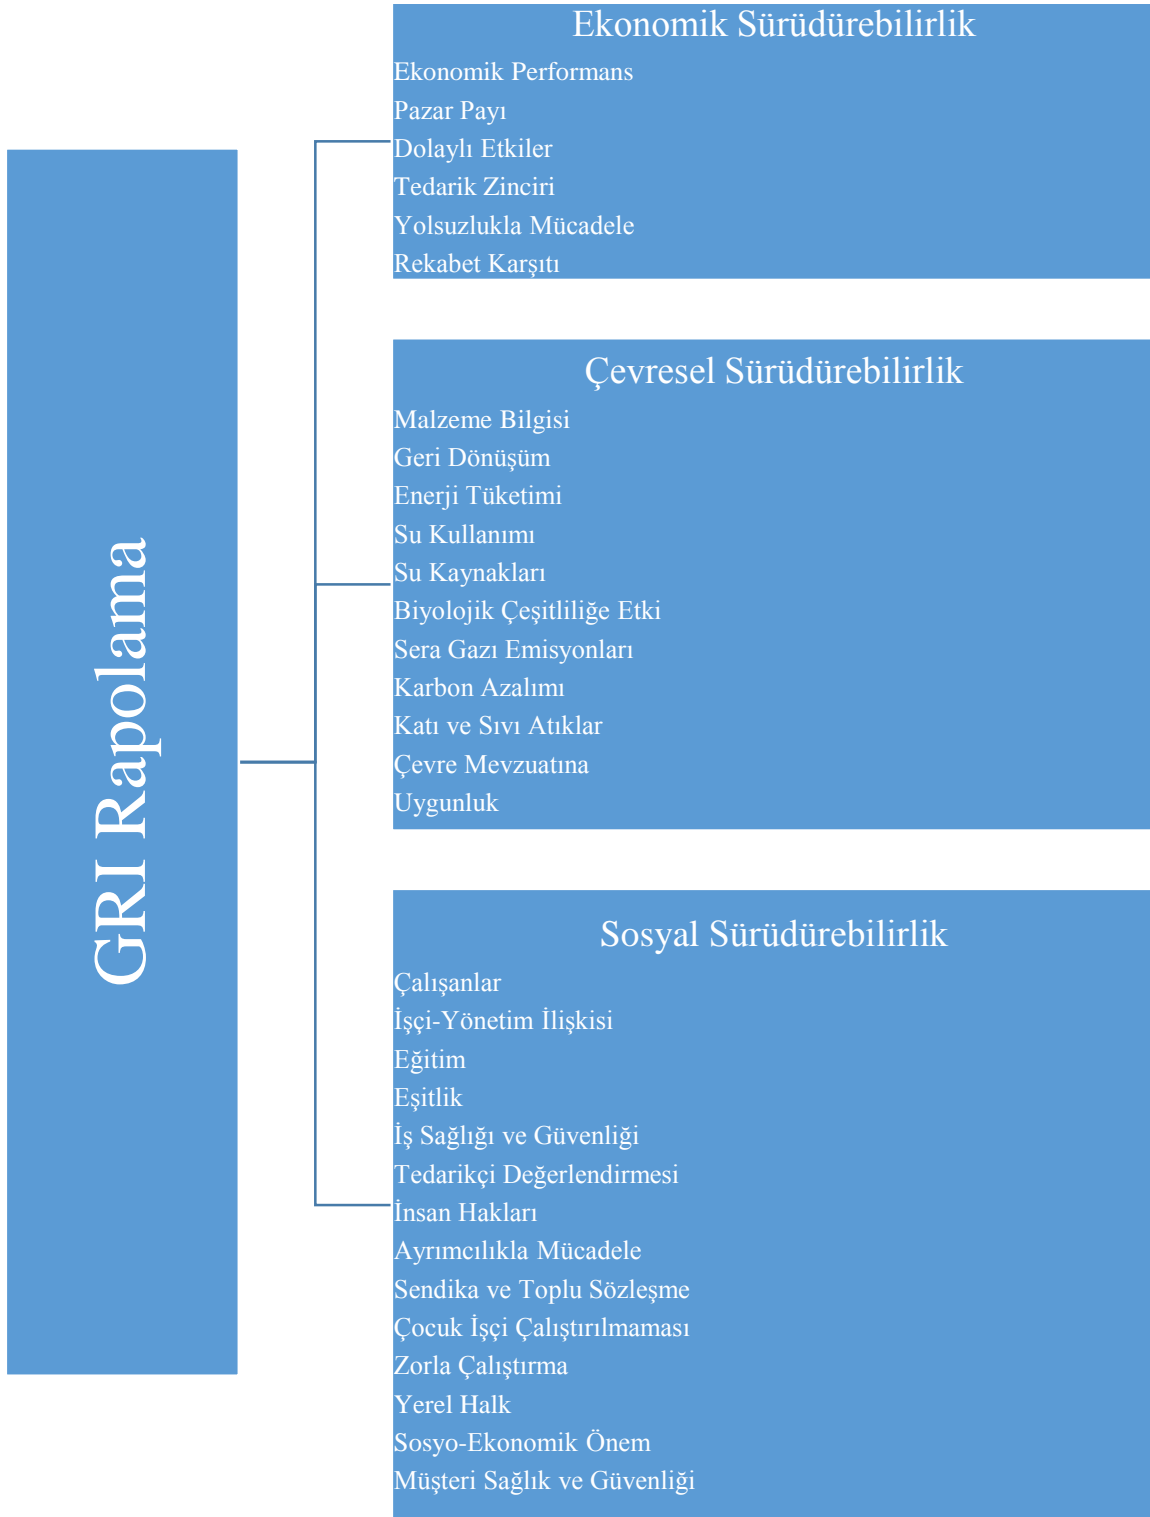 GRI Rapolama
Ekonomik Sürüdürebilirlik
Ekonomik Performans
Pazar Payı
Dolaylı Etkiler
Tedarik Zinciri
Yolsuzlukla Mücadele
Rekabet Karşıtı
Çevresel Sürüdürebilirlik
Malzeme Bilgisi
Geri Dönüşüm
Enerji Tüketimi
Su Kullanımı
Su Kaynakları
Biyolojik Çeşitliliğe Etki
Sera Gazı Emisyonları
Karbon Azalımı
Katı ve Sıvı Atıklar
Çevre Mevzuatına
Uygunluk
Sosyal Sürüdürebilirlik
Çalışanlar
İşçi-Yönetim İlişkisi
Eğitim
Eşitlik
İş Sağlığı ve Güvenliği
Tedarikçi Değerlendirmesi
İnsan Hakları
Ayrımcılıkla Mücadele
Sendika ve Toplu Sözleşme
Çocuk İşçi Çalıştırılmaması
Zorla Çalıştırma
Yerel Halk
Sosyo-Ekonomik Önem
Müşteri Sağlık ve Güvenliği